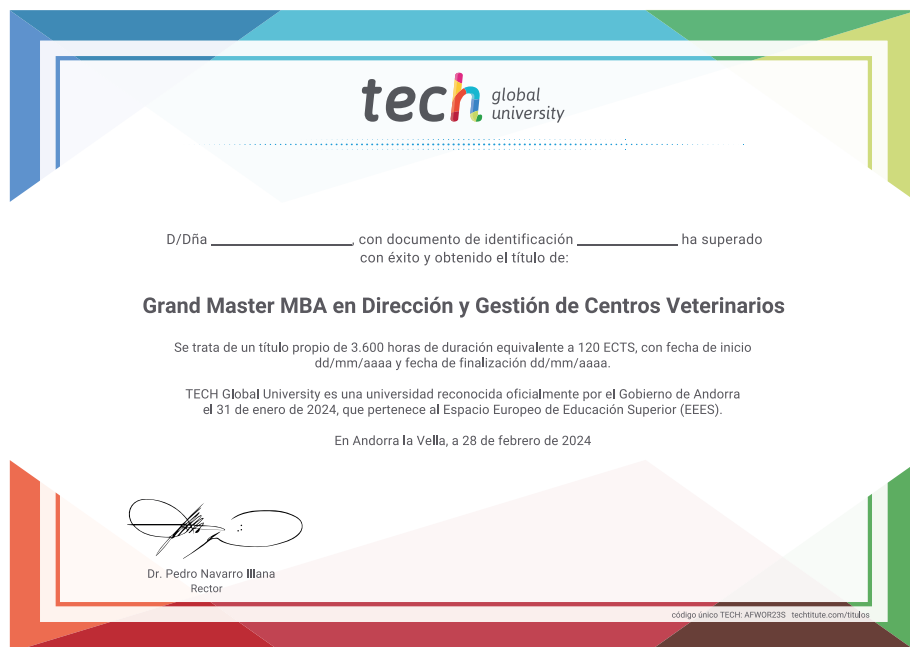 tech global
university
D/Dña ______________, con documento de identificación ____________ ha superado
con éxito y obtenido el título de:
Grand Master MBA en Dirección y Gestión de Centros Veterinarios
Se trata de un título propio de 3.600 horas de duración equivalente a 120 ECTS, con fecha de inicio
dd/mm/aaaa y fecha de finalización dd/mm/aaaa.
TECH Global University es una universidad reconocida oficialmente por el Gobierno de Andorra
el 31 de enero de 2024, que pertenece al Espacio Europeo de Educación Superior (EEES).
En Andorra la Vella, a 28 de febrero de 2024
Dr. Pedro Navarro Illana
Rector
código único TECH: AFWOR23S techtitute.com/titulos